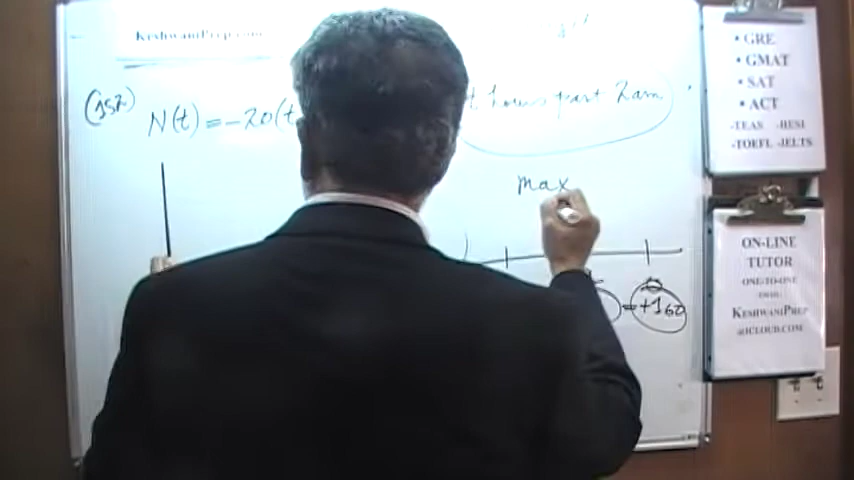 KeshwaniPrep.com
(152)
N(t) = -20(t
t hours past 2am
max
= +160
• GRE
• GMAT
• SAT
• ACT
-TEAS -HESI
-TOEFL -IELTS
ON-LINE
TUTOR
ONE-TO-ONE
KESHWANIPREP
@ICLOUD.COM